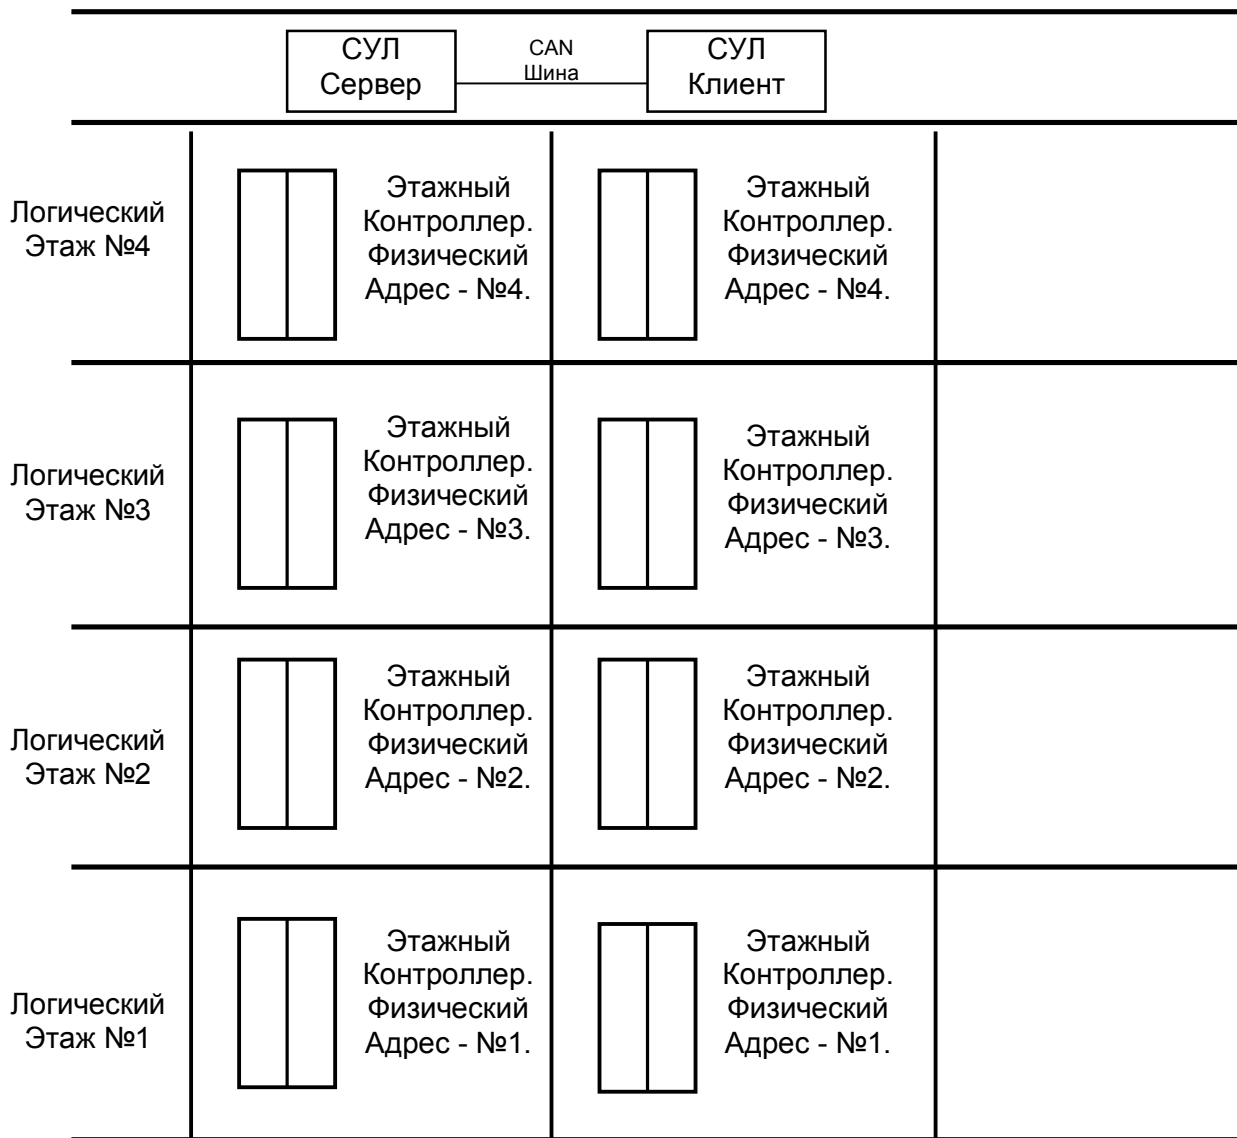 СУЛ
Сервер
CAN
Шина
СУЛ
Клиент
Логический
Этаж №4
Этажный
Контроллер.
Физический
Адрес - №4.
Этажный
Контроллер.
Физический
Адрес - №4.
Логический
Этаж №3
Этажный
Контроллер.
Физический
Адрес - №3.
Этажный
Контроллер.
Физический
Адрес - №3.
Логический
Этаж №2
Этажный
Контроллер.
Физический
Адрес - №2.
Этажный
Контроллер.
Физический
Адрес - №2.
Логический
Этаж №1
Этажный
Контроллер.
Физический
Адрес - №1.
Этажный
Контроллер.
Физический
Адрес - №1.